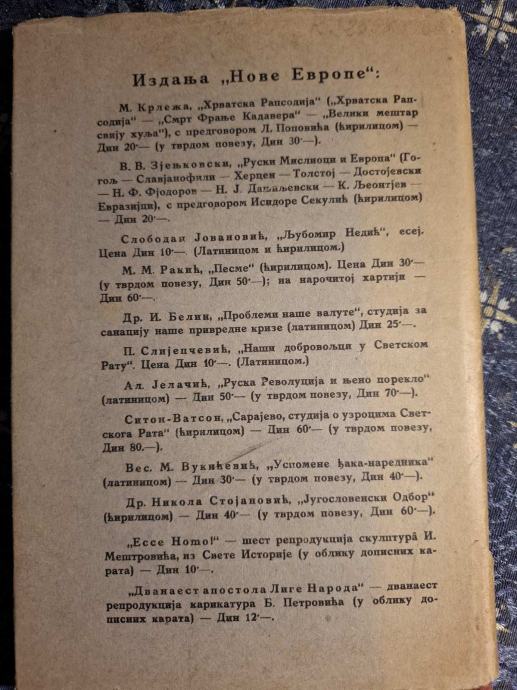 Издања „Нове Европе“:
М. Крлежа, „Хрватска Рапсодија“ („Хрватска Рап-
содија“ — „Смрт Фрање Кадавера“ — „Велики мештар
свију хуља“), с предговором Л. Поповића (ћирилицом) —
Дин 20·— (у тврдом повезу, Дин 30·—).
В. В. Зјењковски, „Руски Мислиоци и Европа“ (Го-
гољ — Славјанофили — Херцен — Толстој — Достојевски
— Н. Ф. Фјодоров — Н. Ј. Даниљевски — К. Љеонтјев —
Евразијци), с предговором Исидоре Секулић (ћирилицом)
— Дин 20·—.
Слободан Јовановић, „Љубомир Недић“, есеј.
Цена Дин 10·— (Латиницом и ћирилицом.)
М. М. Ракић, „Песме“ (ћирилицом). Цена Дин 30·—
(у тврдом повезу, Дин 50·—); на нарочитој хартији —
Дин 60·—.
Др. И. Белин, „Проблеми наше валуте“, студија за
санацију наше привредне кризе (латиницом) Дин 25·—.
П. Слијепчевић, „Наши добровољци у Светском
Рату“. Цена Дин 10·—. (Латиницом.)
Ал. Јелачић, „Руска Револуција и њено порекло“
(латиницом) — Дин 50·— (у тврдом повезу, Дин 70·—).
Ситон-Ватсон, „Сарајево, студија о узроцима Свет-
скога Рата“ (ћирилицом) — Дин 60·— (у тврдом повезу,
Дин 80.—).
Вес. М. Вукићевић, „Успомене ђака-наредника“
(латиницом) — Дин 30·— (у тврдом повезу, Дин 40·—).
Др. Никола Стојановић, „Југословенски Одбор“
(ћирилицом) — Дин 40·— (у тврдом повезу, Дин 60·—).
„Ecce Homo!“ — шест репродукција скулптура̂ И.
Мештровића, из Свете Историје (у облику дописних ка-
рата) — Дин 10·—.
„Дванаест апостола Лиге Народа“ — дванаест
репродукција карикатура Б. Петровића (у облику до-
писних карата) — Дин 12·—.